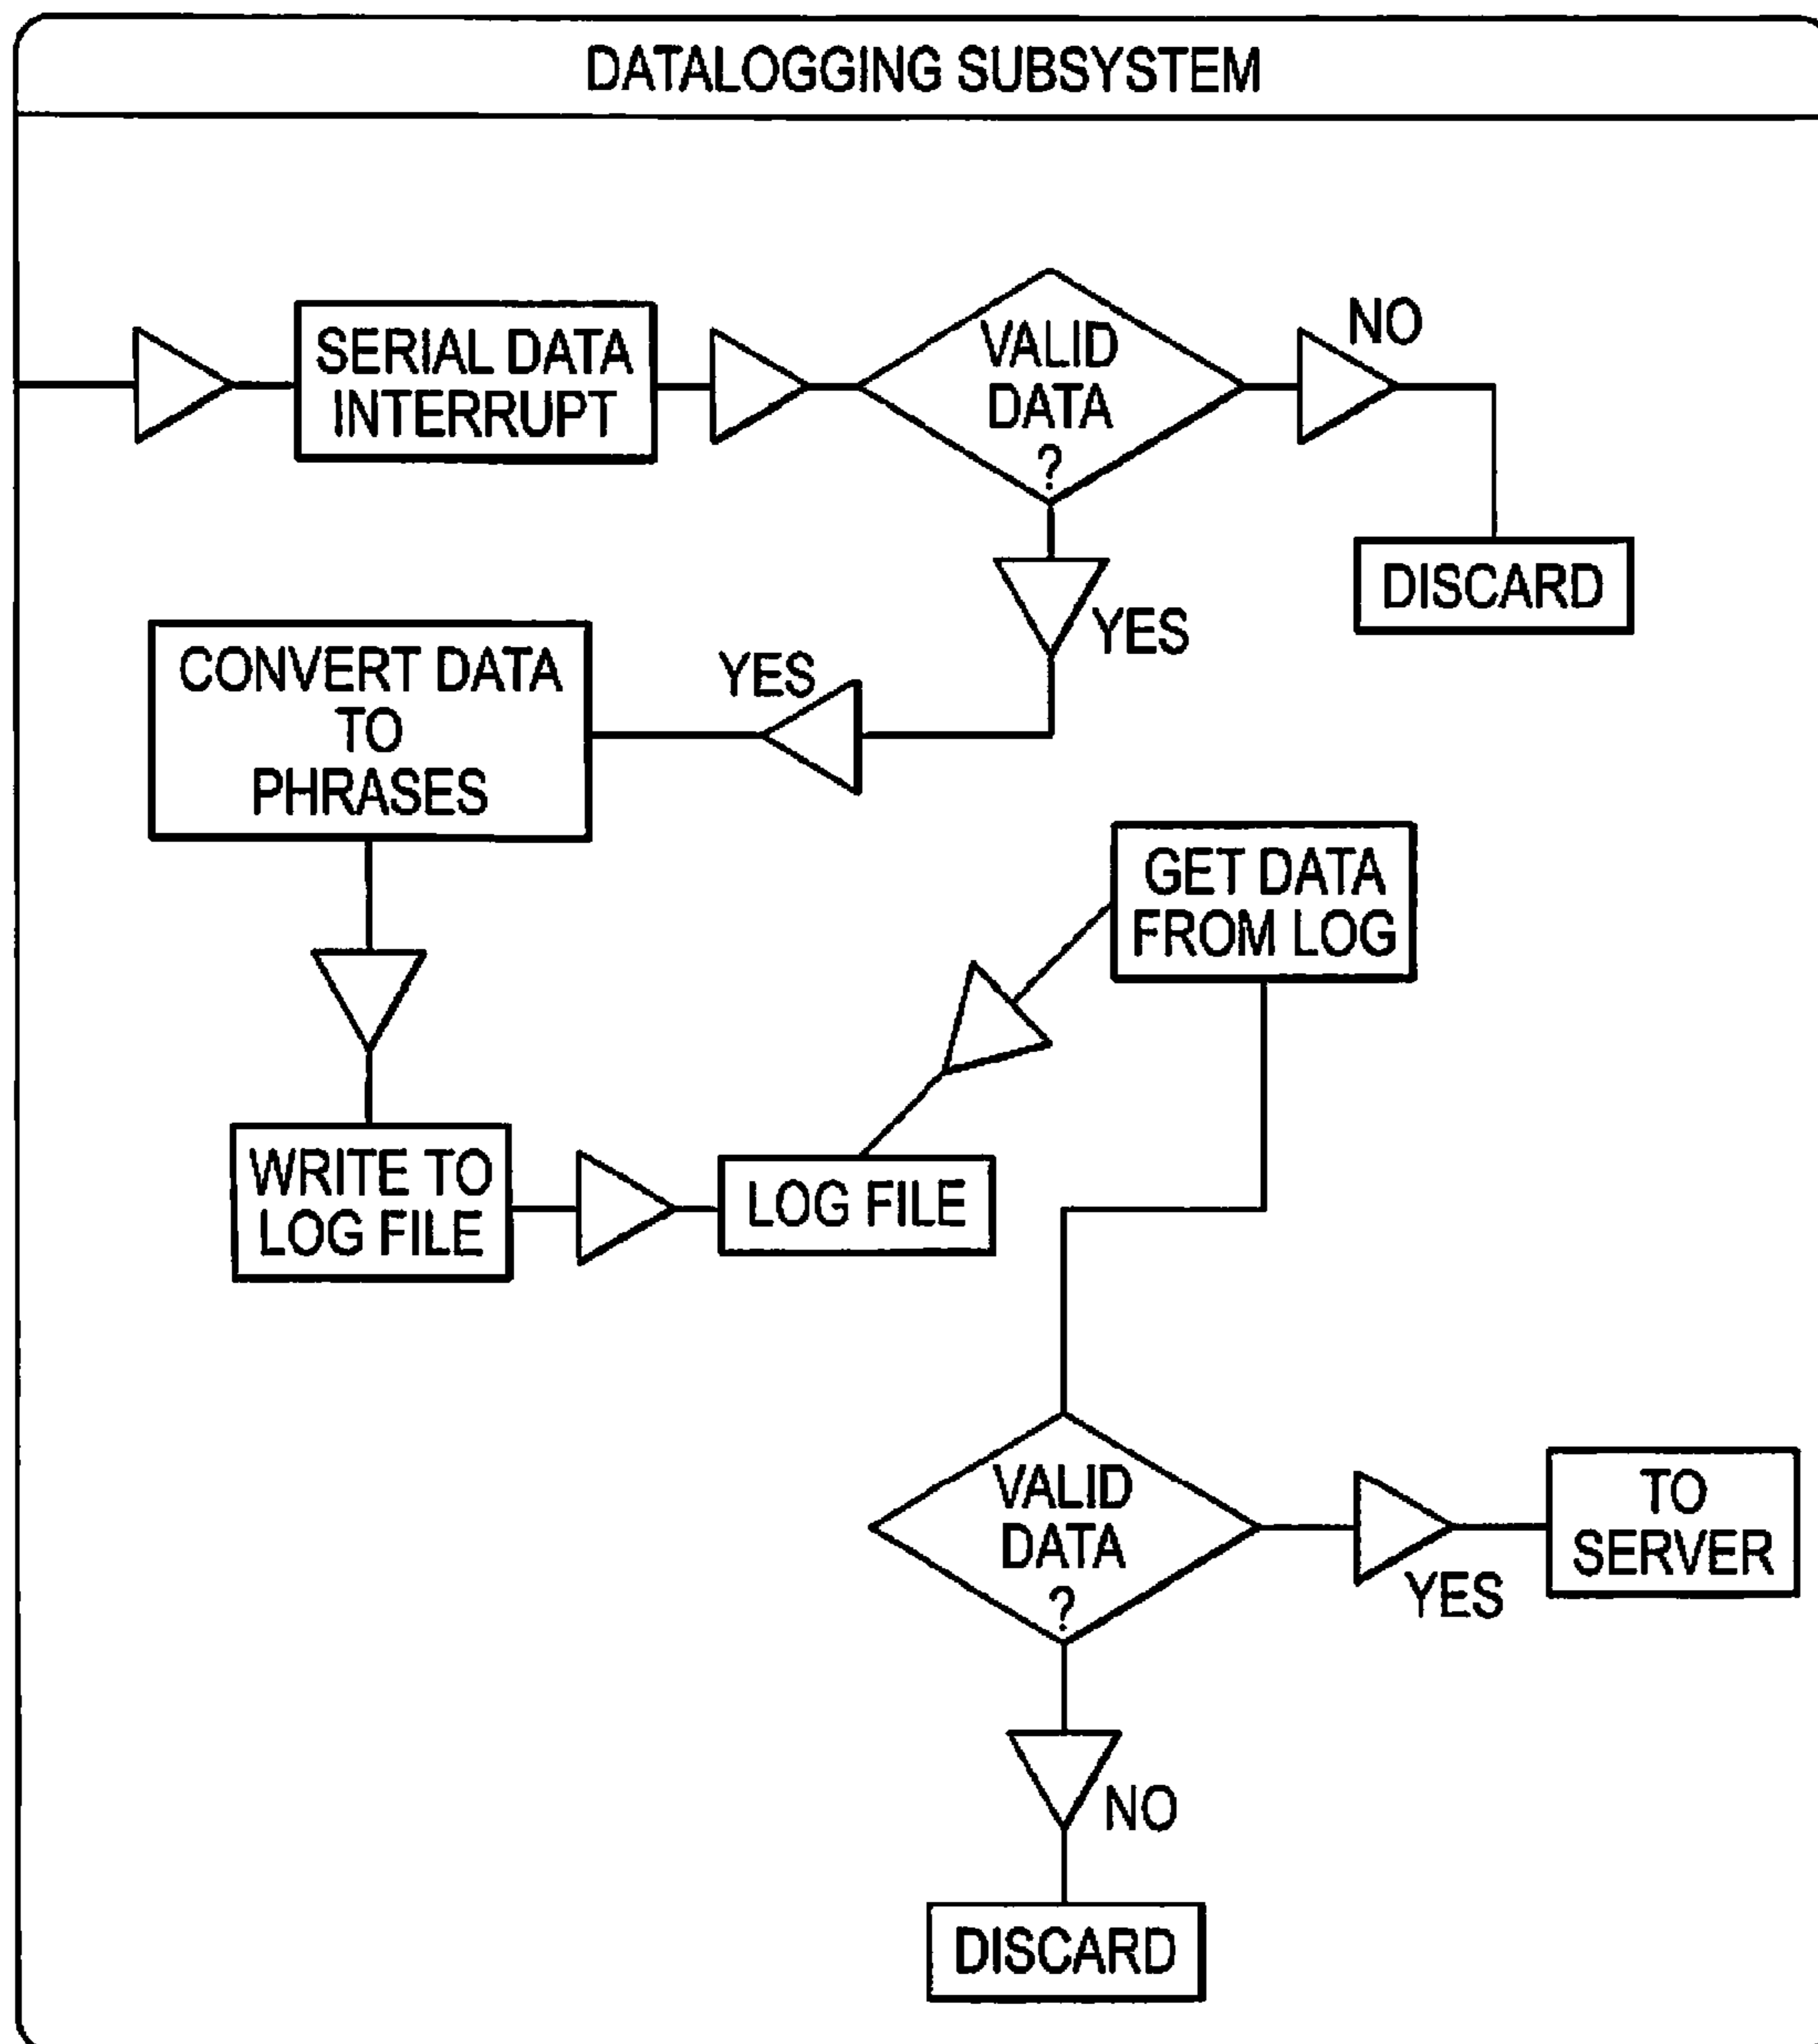 DATALOGGING SUBSYSTEM
SERIAL DATA
INTERRUPT
VALID
DATA
?
NO
DISCARD
YES
YES
CONVERT DATA
TO
PHRASES
GET DATA
FROM LOG
WRITE TO
LOG FILE
LOG FILE
VALID
DATA
?
YES
TO
SERVER
NO
DISCARD